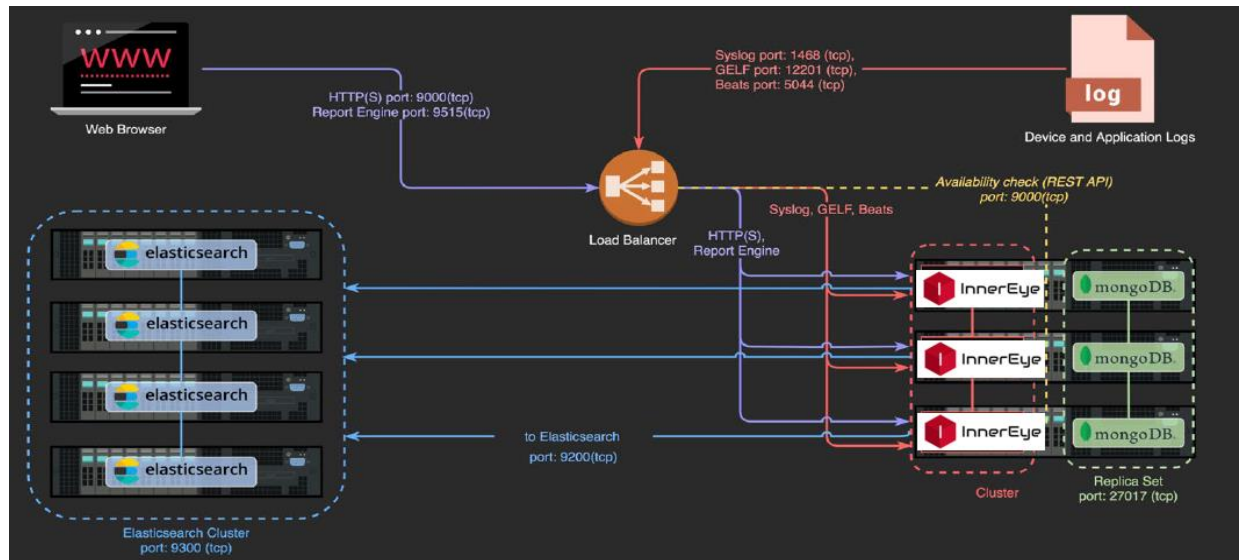 WWW
Web Browser
HTTP(S) port: 9000(tcp)
Report Engine port: 9515(tcp)
Syslog port: 1468 (tcp),
GELF port: 12201 (tcp),
Beats port: 5044 (tcp)
log
Device and Application Logs
Load Balancer
Availability check (REST API)
port: 9000(tcp)
Syslog, GELF, Beats
HTTP(S),
Report Engine
elasticsearch
elasticsearch
elasticsearch
elasticsearch
Elasticsearch Cluster
port: 9300 (tcp)
to Elasticsearch
port: 9200(tcp)
InnerEye
mongoDB
InnerEye
mongoDB
InnerEye
mongoDB
Cluster
Replica Set
port: 27017 (tcp)